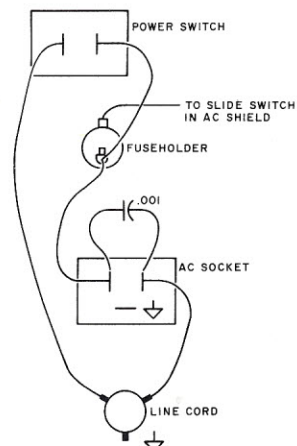 POWER SWITCH
TO SLIDE SWITCH
IN AC SHIELD
FUSEHOLDER
.001
AC SOCKET
LINE CORD